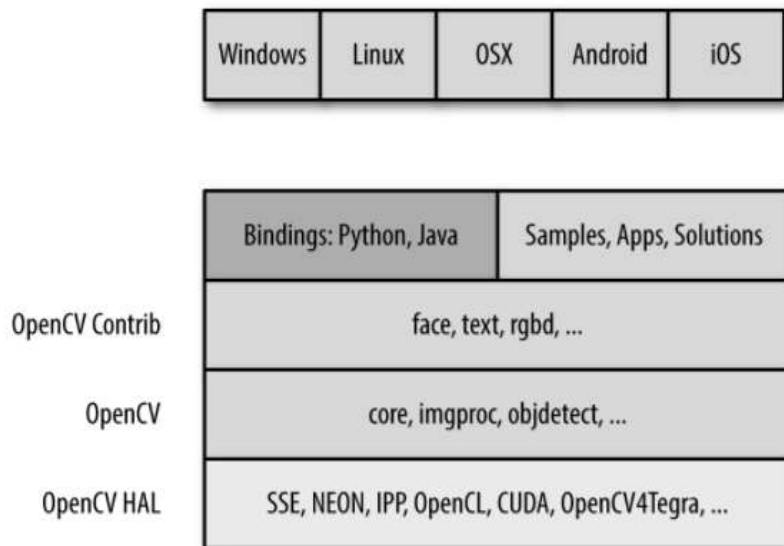 Windows Linux OSX Android iOS
Bindings: Python, Java Samples, Apps, Solutions
OpenCV Contrib face, text, rgbd, ...
OpenCV core, imgproc, objdetect, ...
OpenCV HAL SSE, NEON, IPP, OpenCL, CUDA, OpenCV4Tegra, ...